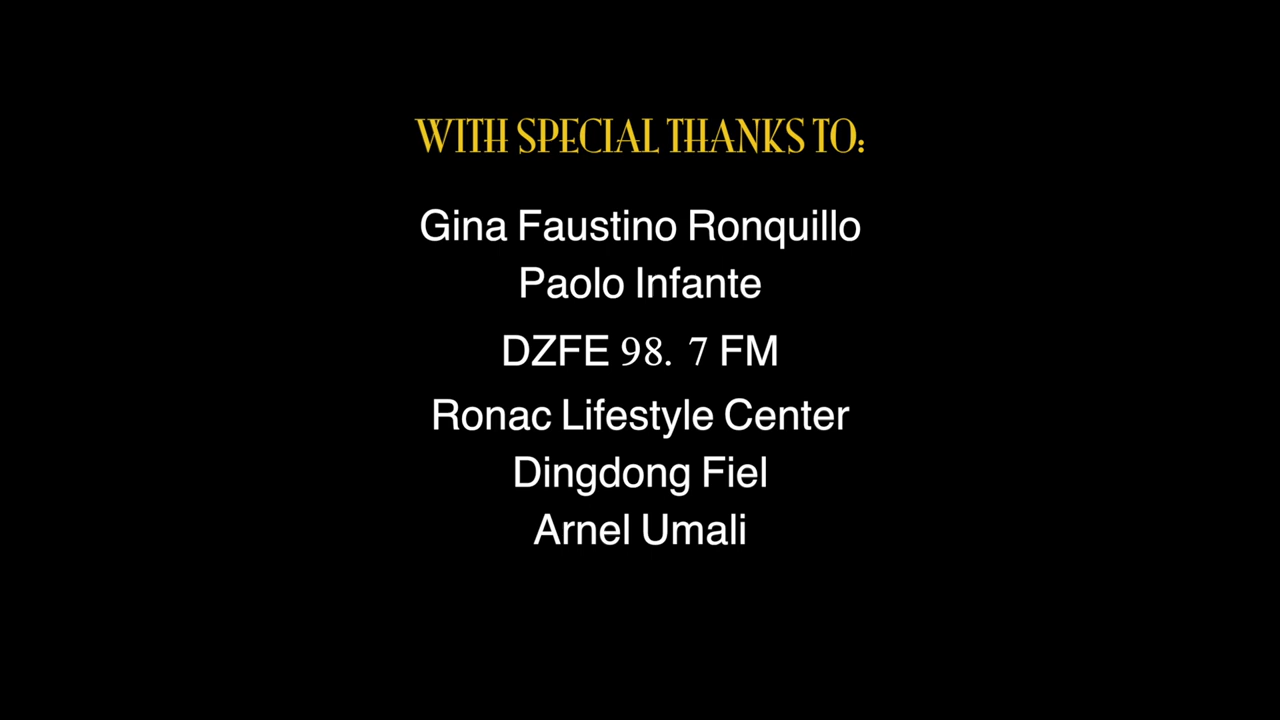 WITH SPECIAL THANKS TO:
Gina Faustino Ronquillo
Paolo Infante
DZFE 98. 7 FM
Ronac Lifestyle Center
Dingdong Fiel
Arnel Umali